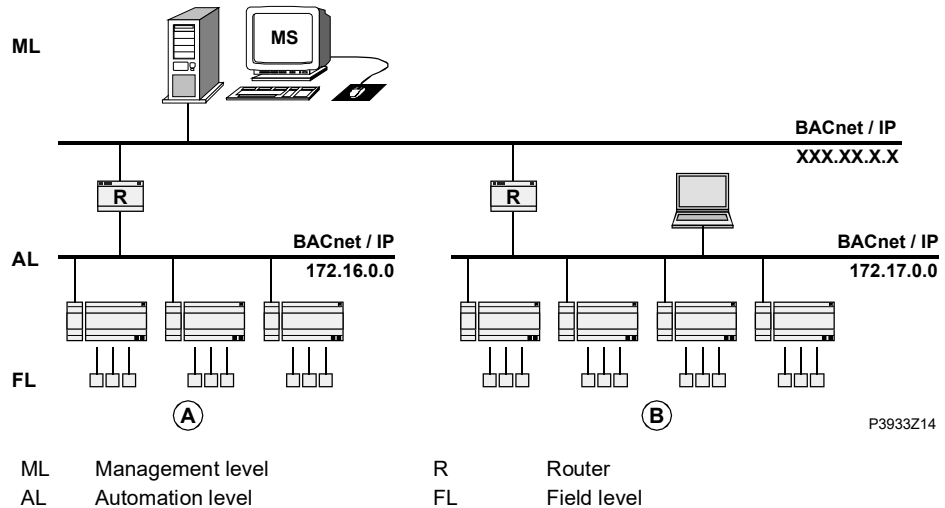 ML
MS
BACnet / IP
XXX.XX.X.X
R
R
AL
BACnet / IP
172.16.0.0
BACnet / IP
172.17.0.0
FL
A
B
P3933Z14
ML Management level R Router
AL Automation level FL Field level